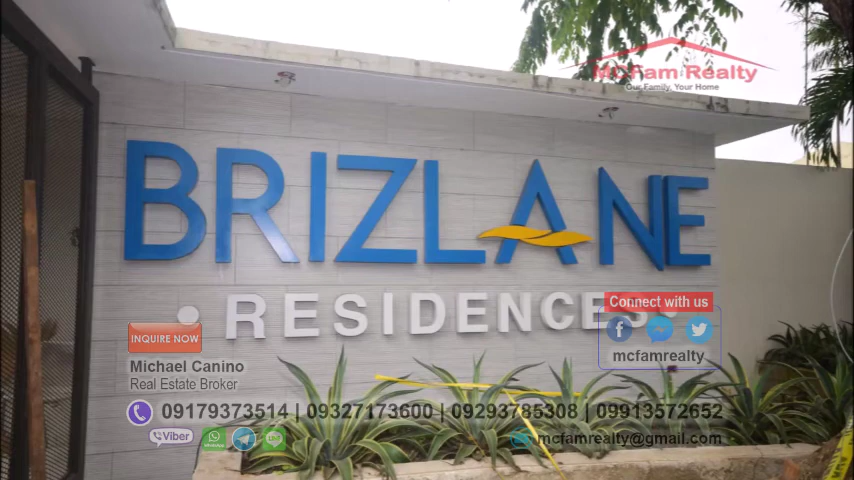 MCFam Realty
Our Family, Your Home
BRIZLANE
RESIDENCES
Connect with us
mcfamrealty
INQUIRE NOW
Michael Canino
Real Estate Broker
09179373514 | 09327173600 | 09293785308 | 09913572652
Viber
WhatsApp
mcfamrealty@gmail.com